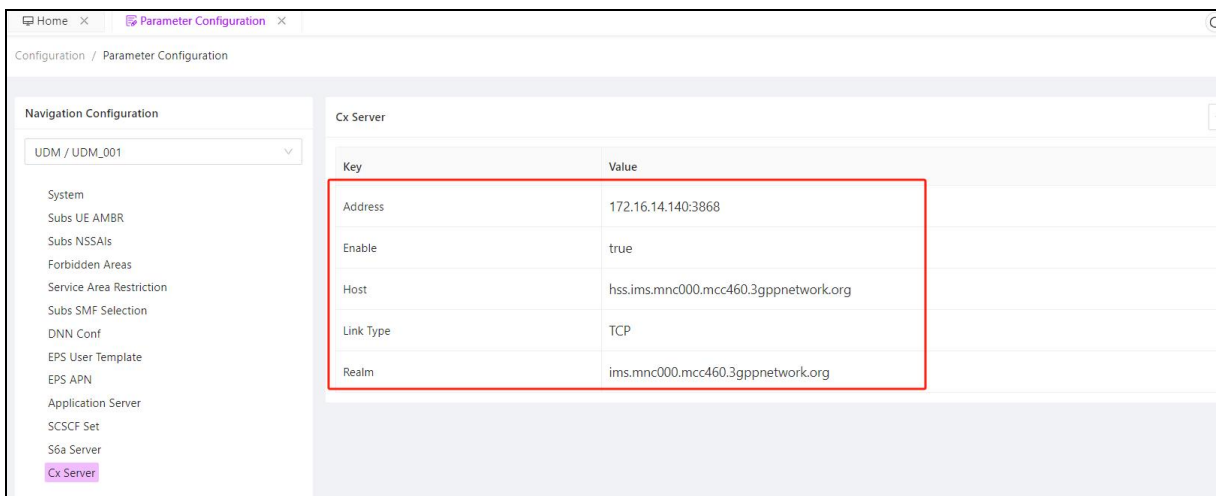 Home
Parameter Configuration
Configuration / Parameter Configuration
Navigation Configuration
UDM / UDM_001
System
Subs UE AMBR
Subs NSSAIs
Forbidden Areas
Service Area Restriction
Subs SMF Selection
DNN Conf
EPS User Template
EPS APN
Application Server
SCSCF Set
S6a Server
Cx Server
Cx Server
Key Value
Address 172.16.14.140:3868
Enable true
Host hss.ims.mnc000.mcc460.3gppnetwork.org
Link Type TCP
Realm ims.mnc000.mcc460.3gppnetwork.org